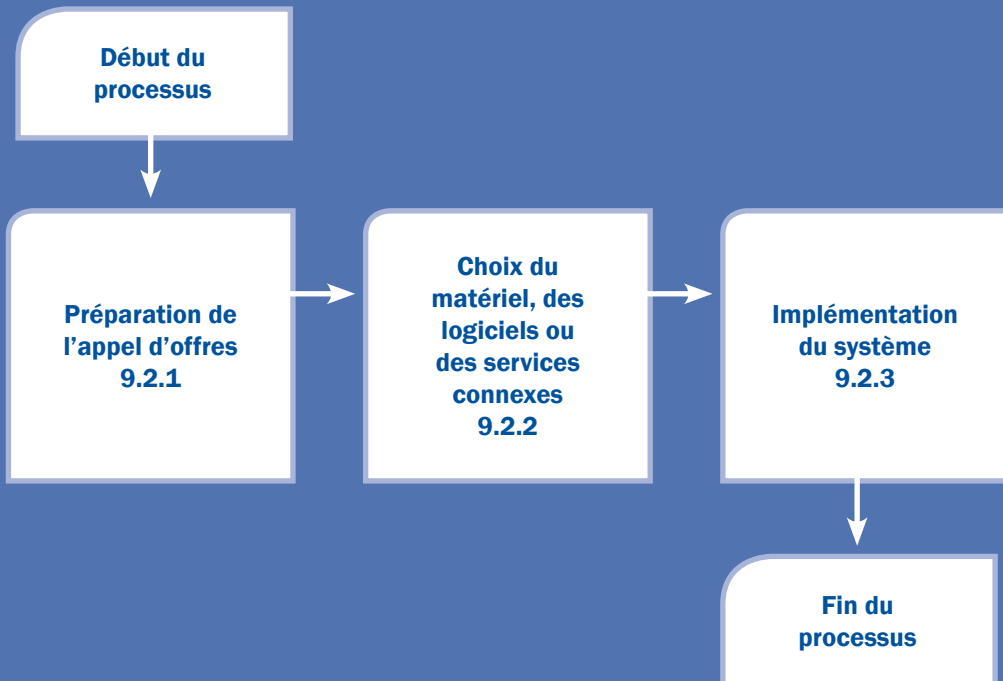 Début du
processus
Préparation de
l’appel d’offres
9.2.1
Choix du
matériel, des
logiciels ou
des services
connexes
9.2.2
Implémentation
du système
9.2.3
Fin du
processus